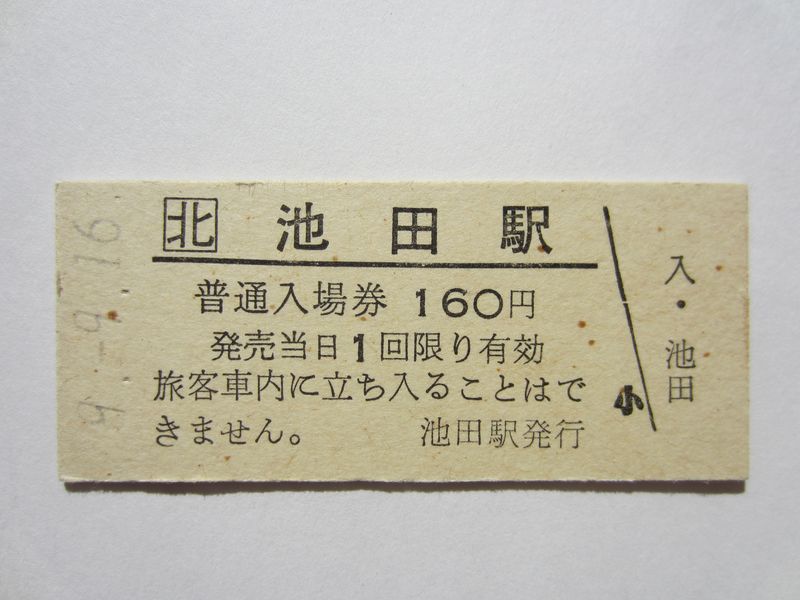 9.-9.16
北 池田駅
普通入場券 160円
発売当日1回限り有効
旅客車内に立ち入ることはで
きません。 池田駅発行
小
入・池田